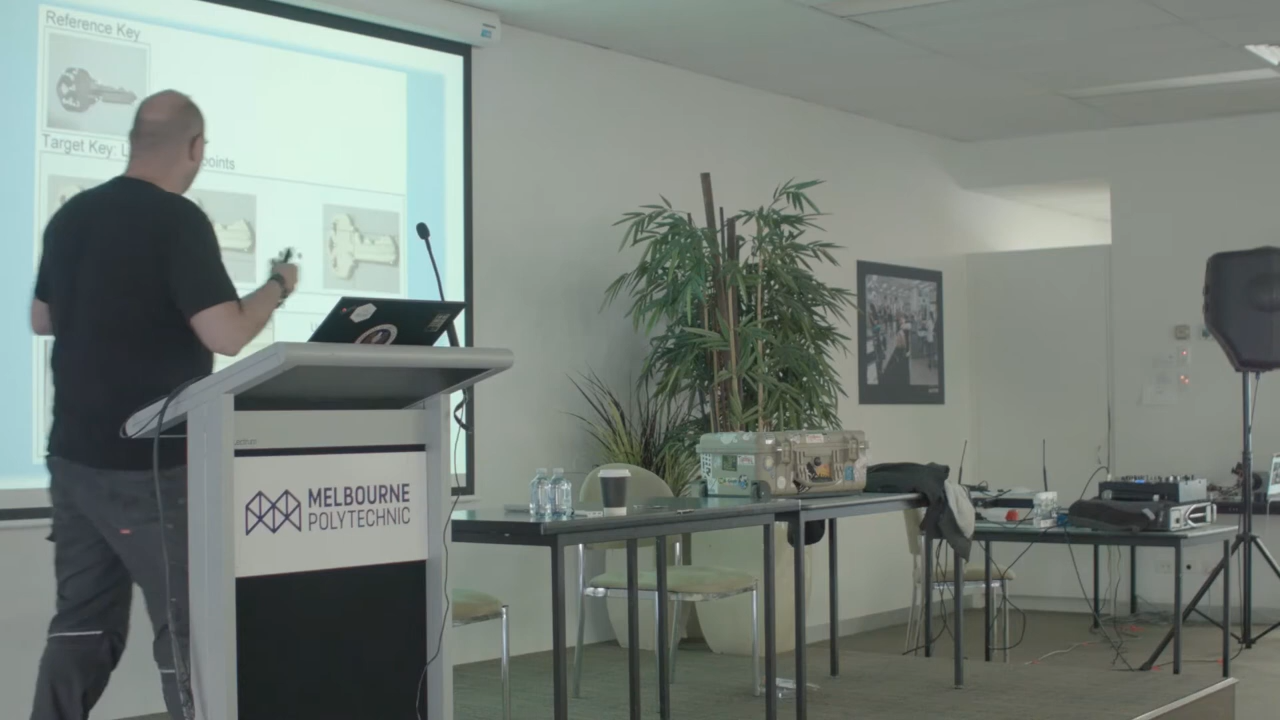 Reference Key
Target Key:
points
MELBOURNE
POLYTECHNIC